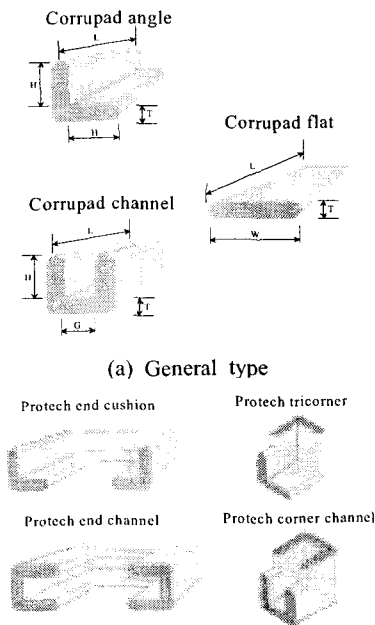 Corrupad angle
L
H
T
H
Corrupad flat
L
T
W
Corrupad channel
L
H
T
G
(a) General type
Protech end cushion
Protech tricorner
Protech end channel
Protech corner channel